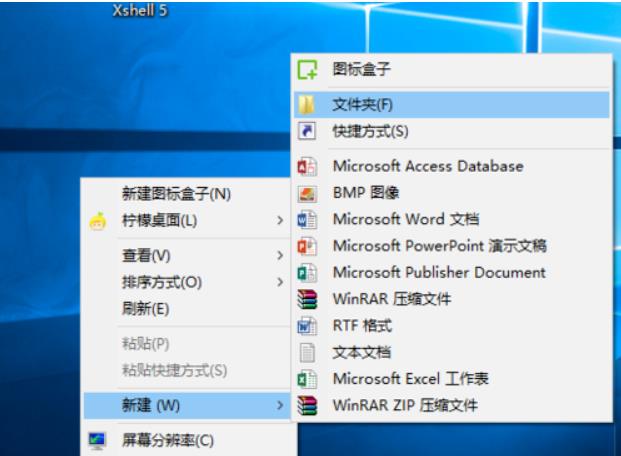 Xshell 5
图标盒子
文件夹(F)
快捷方式(S)
Microsoft Access Database
BMP 图像
Microsoft Word 文档
Microsoft PowerPoint 演示文稿
Microsoft Publisher Document
WinRAR 压缩文件
RTF 格式
文本文档
Microsoft Excel 工作表
WinRAR ZIP 压缩文件
新建图标盒子(N)
柠檬桌面(L)
查看(V)
排序方式(O)
刷新(E)
粘贴(P)
粘贴快捷方式(S)
新建 (W)
屏幕分辨率(C)